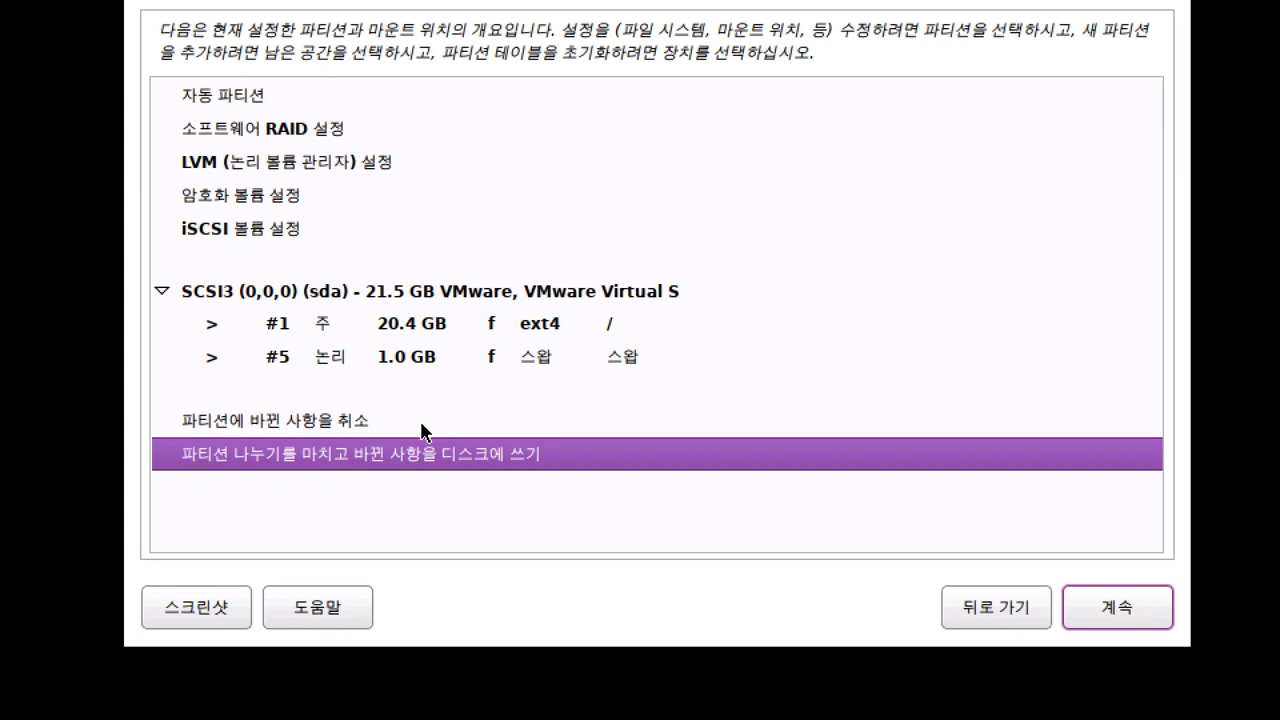 다음은 현재 설정한 파티션과 마운트 위치의 개요입니다. 설정을 (파일 시스템, 마운트 위치, 등) 수정하려면 파티션을 선택하시고, 새 파티션
을 추가하려면 남은 공간을 선택하시고, 파티션 테이블을 초기화하려면 장치를 선택하십시오.
자동 파티션
소프트웨어 RAID 설정
LVM (논리 볼륨 관리자) 설정
암호화 볼륨 설정
iSCSI 볼륨 설정
SCSI3 (0,0,0) (sda) - 21.5 GB VMware, VMware Virtual S
> #1 주 20.4 GB f ext4 /
> #5 논리 1.0 GB f 스왑 스왑
파티션에 바뀐 사항을 취소
파티션 나누기를 마치고 바뀐 사항을 디스크에 쓰기
스크린샷 도움말 뒤로 가기 계속